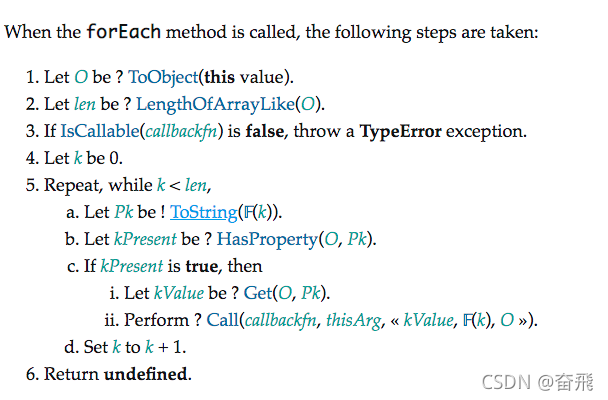 When the forEach method is called, the following steps are taken:
1. Let O be ? ToObject(this value).
2. Let len be ? LengthOfArrayLike(O).
3. If IsCallable(callbackfn) is false, throw a TypeError exception.
4. Let k be 0.
5. Repeat, while k < len,
a. Let Pk be ! ToString(𝔽(k)).
b. Let kPresent be ? HasProperty(O, Pk).
c. If kPresent is true, then
i. Let kValue be ? Get(O, Pk).
ii. Perform ? Call(callbackfn, thisArg, « kValue, 𝔽(k), O »).
d. Set k to k + 1.
6. Return undefined.
CSDN @奋飛